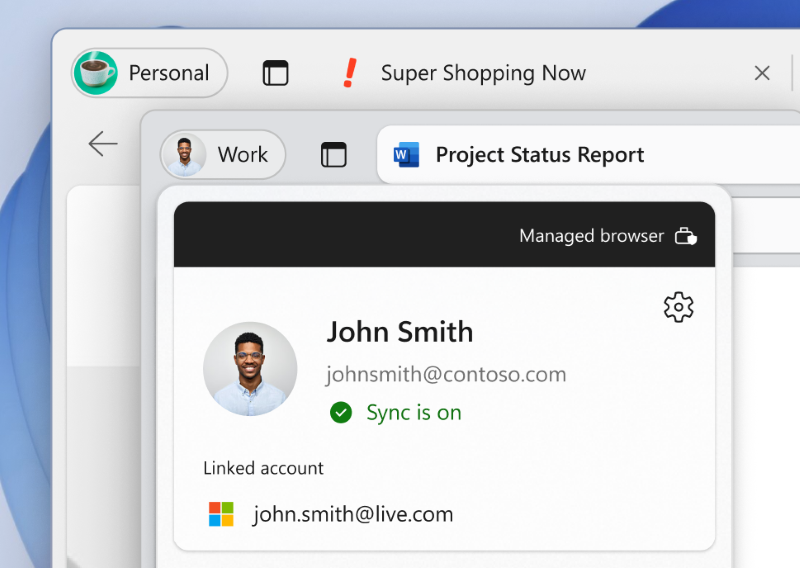 Personal
Super Shopping Now
Work
Project Status Report
Managed browser
John Smith
johnsmith@contoso.com
Sync is on
Linked account
john.smith@live.com